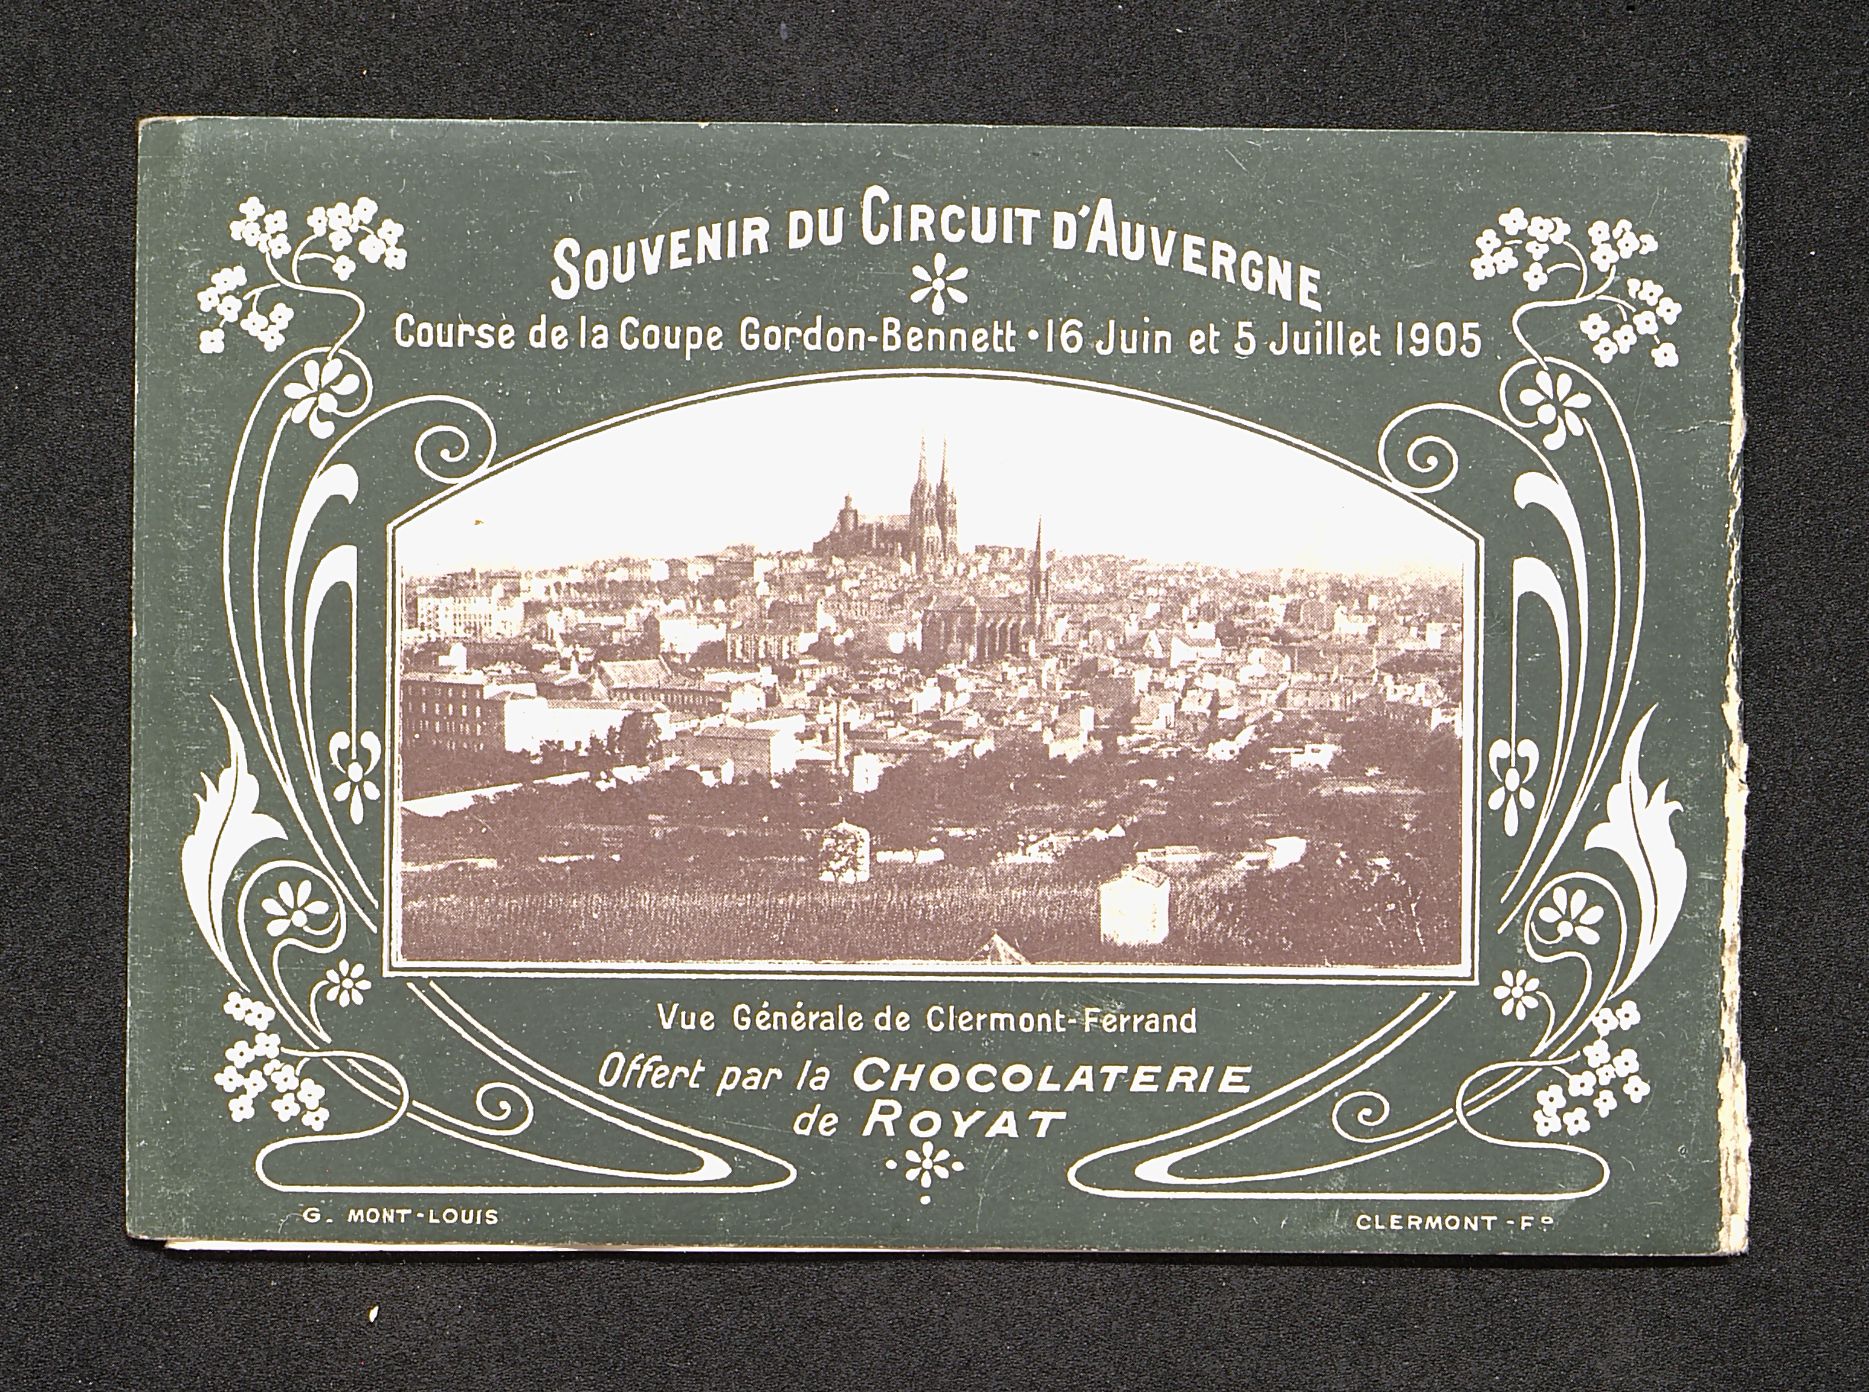 SOUVENIR DU CIRCUIT D'AUVERGNE
Course de la Coupe Gordon-Bennett • 16 Juin et 5 Juillet 1905
Vue Générale de Clermont-Ferrand
Offert par la CHOCOLATERIE
de ROYAT
G. MONT-LOUIS
CLERMONT-Fᴰ